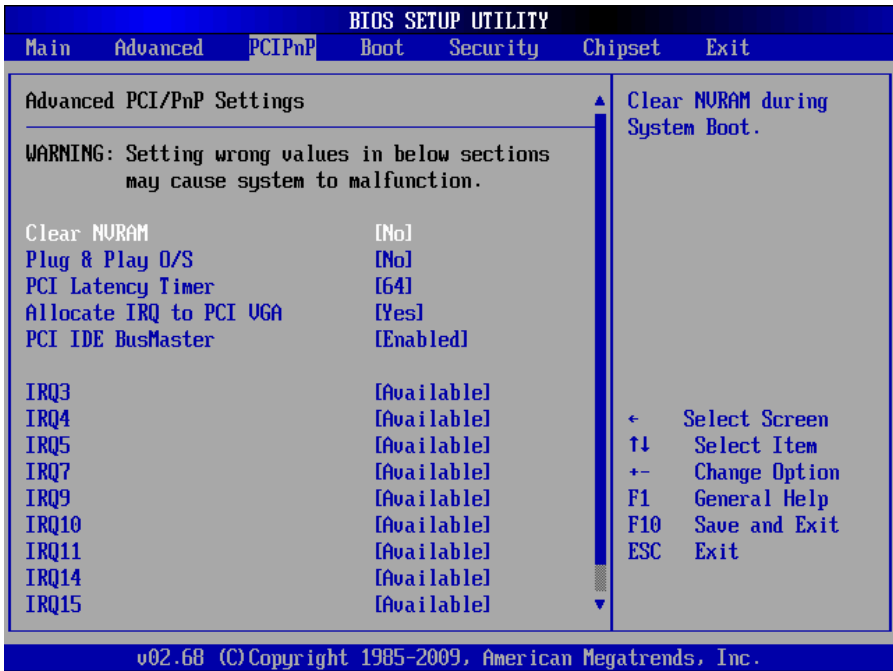 BIOS SETUP UTILITY
Main Advanced PCIPnP Boot Security Chipset Exit
Advanced PCI/PnP Settings
WARNING: Setting wrong values in below sections
may cause system to malfunction.
Clear NVRAM [No]
Plug & Play O/S [No]
PCI Latency Timer [64]
Allocate IRQ to PCI VGA [Yes]
PCI IDE BusMaster [Enabled]
IRQ3 [Available]
IRQ4 [Available]
IRQ5 [Available]
IRQ7 [Available]
IRQ9 [Available]
IRQ10 [Available]
IRQ11 [Available]
IRQ14 [Available]
IRQ15 [Available]
Clear NVRAM during
System Boot.
← Select Screen
↑↓ Select Item
+- Change Option
F1 General Help
F10 Save and Exit
ESC Exit
v02.68 (C)Copyright 1985-2009, American Megatrends, Inc.